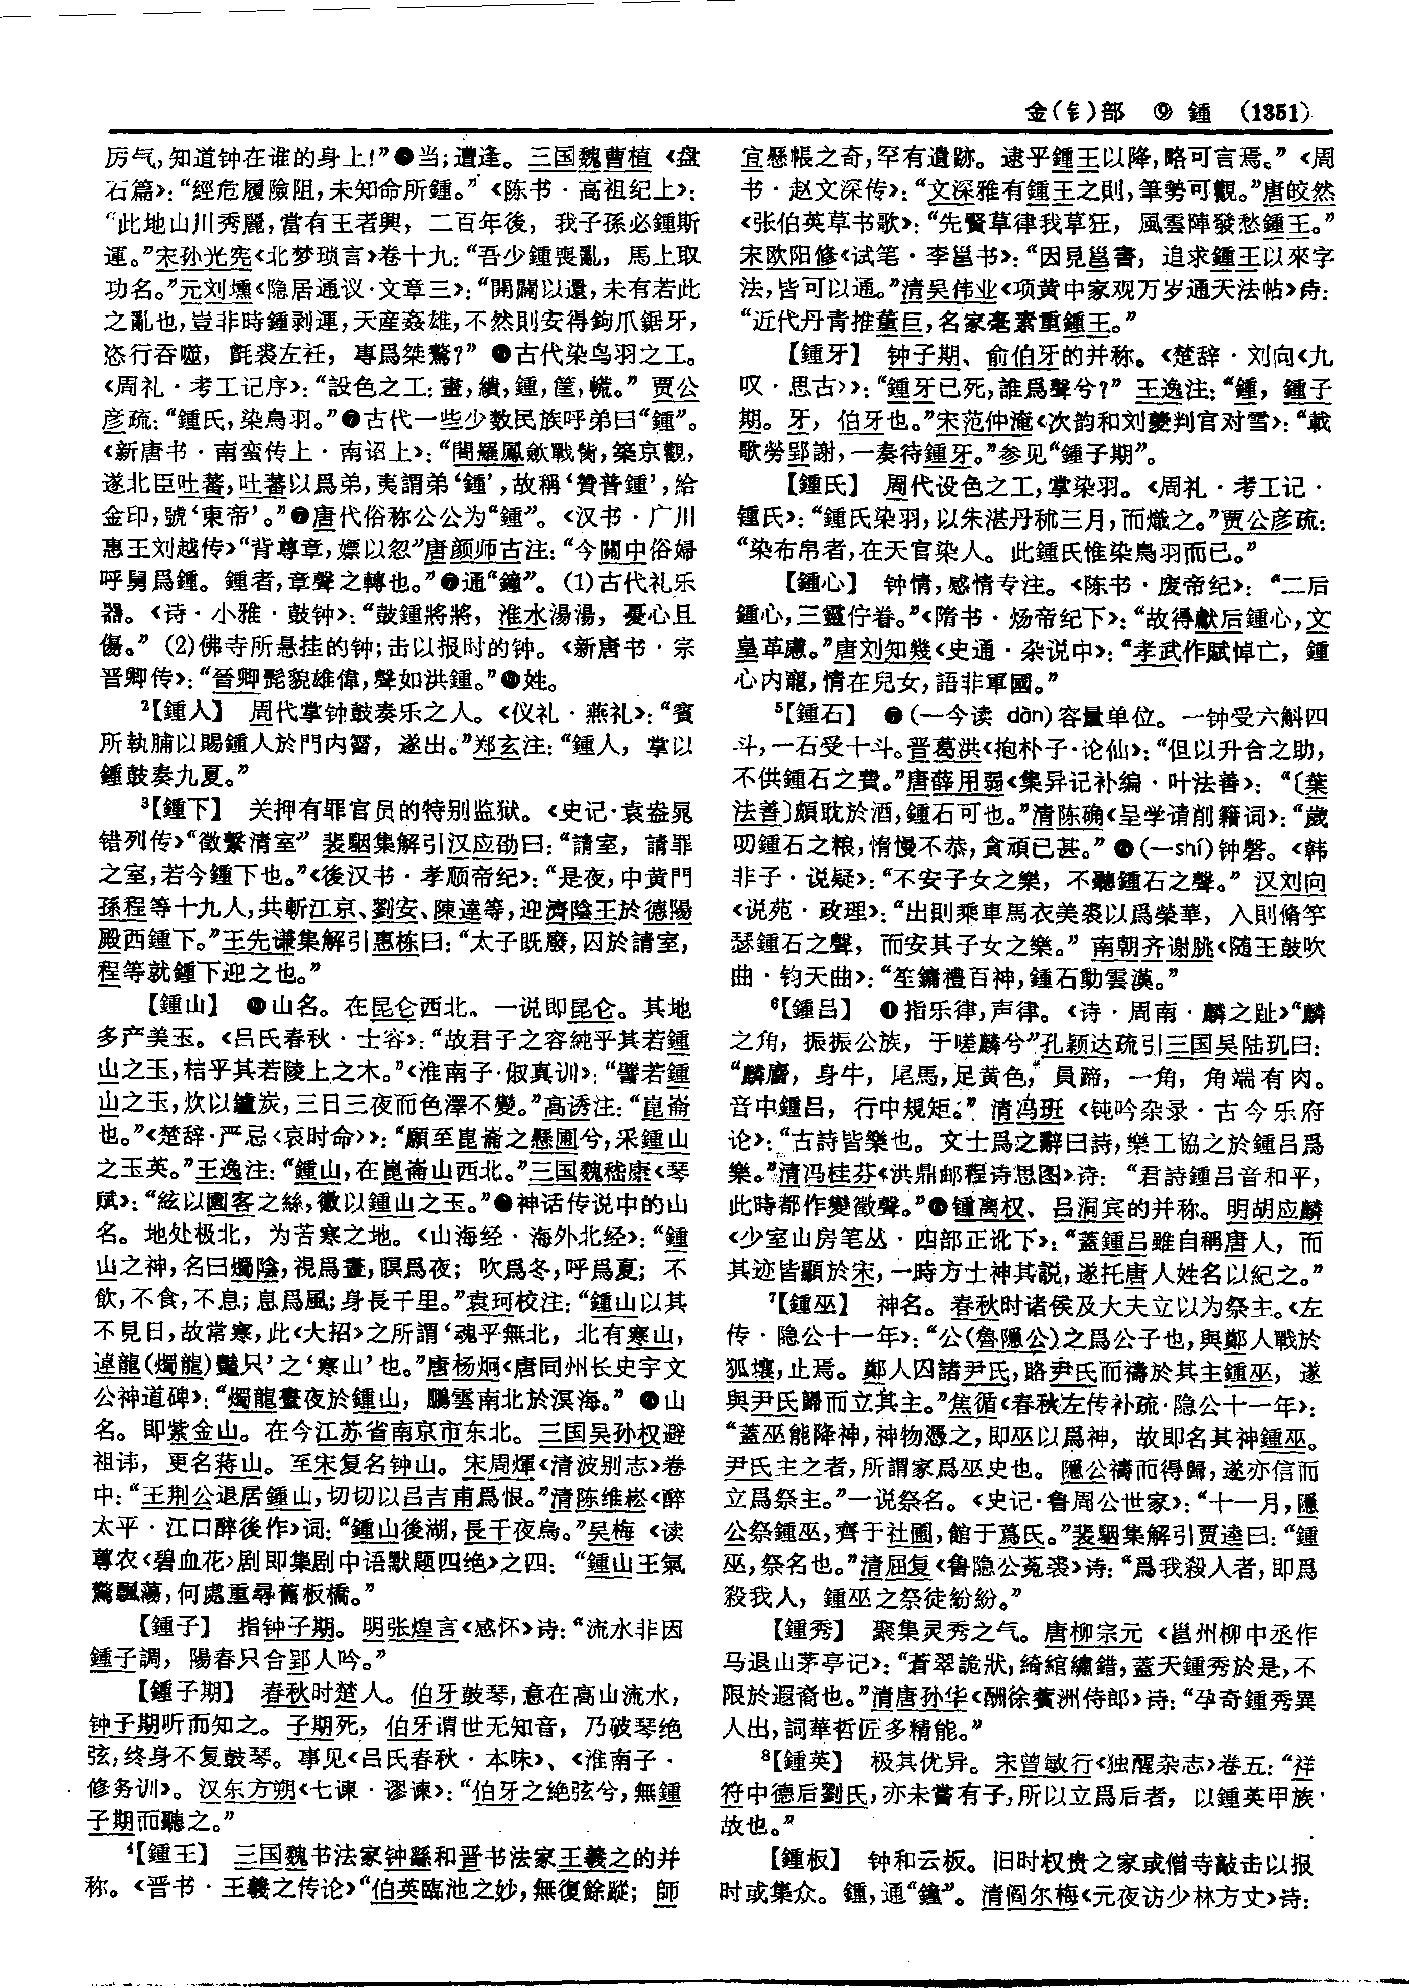 金(钅)部 ⑨ 鍾 (1351)
厉气,知道钟在谁的身上!”●当;遭逢。三国魏曹植《盘
石篇》:“經危履險阻,未知命所鍾。”《陈书·高祖纪上》:
“此地山川秀麗,當有王者興,二百年後,我子孫必鍾斯
運。”宋孙光宪《北梦琐言》卷十九:“吾少鍾喪亂,馬上取
功名。”元刘壎《隐居通议·文章三》:“開闢以還,未有若此
之亂也,豈非時鍾剥運,天産姦雄,不然則安得鉤爪鋸牙,
恣行吞噬,氈裘左衽,專爲桀驁?”●古代染鸟羽之工。
《周礼·考工记序》:“設色之工:畫,繢,鍾,筐,㡛。”贾公
彦疏:“鍾氏,染鳥羽。”●古代一些少数民族呼弟曰“鍾”。
《新唐书·南蛮传上·南诏上》:“閤羅鳳斂戰胔,築京觀,
遂北臣吐蕃,吐蕃以爲弟,夷謂弟‘鍾’,故稱‘贊普鍾’,給
金印,號‘東帝’。”●唐代俗称公公为“鍾”。《汉书·广川
惠王刘越传》“背尊章,嫖以忽”唐颜师古注:“今關中俗婦
呼舅爲鍾。鍾者,章聲之轉也。”●通“鐘”。(1)古代礼乐
器。《诗·小雅·鼓钟》:“鼓鍾將將,淮水湯湯,憂心且
傷。”(2)佛寺所悬挂的钟;击以报时的钟。《新唐书·宗
晋卿传》:“晉卿髭貌雄偉,聲如洪鍾。”●姓。
²【鍾人】 周代掌钟鼓奏乐之人。《仪礼·燕礼》:“賓
所執脯以賜鍾人於門内霤,遂出。”郑玄注:“鍾人,掌以
鍾鼓奏九夏。”
³【鍾下】 关押有罪官员的特别监狱。《史记·袁盎晁
错列传》“徵繫清室”裴駰集解引汉应劭曰:“請室,請罪
之室,若今鍾下也。”《後汉书·孝顺帝纪》:“是夜,中黄門
孫程等十九人,共斬江京、劉安、陳達等,迎濟陰王於德陽
殿西鍾下。”王先谦集解引惠栋曰:“太子既廢,囚於請室,
程等就鍾下迎之也。”
【鍾山】 ●山名。在昆仑西北。一说即昆仑。其地
多产美玉。《吕氏春秋·士容》:“故君子之容純乎其若鍾
山之玉,桔乎其若陵上之木。”《淮南子·俶真训》:“譬若鍾
山之玉,炊以鑪炭,三日三夜而色澤不變。”高诱注:“崑崙
也。”《楚辞·严忌〈哀时命〉》:“願至崑崙之懸圃兮,采鍾山
之玉英。”王逸注:“鍾山,在崑崙山西北。”三国魏嵇康《琴
赋》:“絃以園客之絲,徽以鍾山之玉。”●神话传说中的山
名。地处极北,为苦寒之地。《山海经·海外北经》:“鍾
山之神,名曰燭陰,視爲晝,瞑爲夜;吹爲冬,呼爲夏;不
飲,不食,不息;息爲風;身長千里。”袁珂校注:“鍾山以其
不見日,故常寒,此《大招》之所謂‘魂乎無北,北有寒山,
逴龍(燭龍)赩只’之‘寒山’也。”唐杨炯《唐同州长史宇文
公神道碑》:“燭龍晝夜於鍾山,鵬雲南北於溟海。”●山
名。即紫金山。在今江苏省南京市东北。三国吴孙权避
祖讳,更名蒋山。至宋复名钟山。宋周煇《清波别志》卷
中:“王荆公退居鍾山,切切以吕吉甫爲恨。”清陈维崧《醉
太平·江口醉後作》词:“鍾山後湖,長干夜烏。”吴梅《读
蓴农〈碧血花〉剧即集剧中语默题四绝》之四:“鍾山王氣
驚飄蕩,何處重尋舊板橋。”
【鍾子】 指钟子期。明张煌言《感怀》诗:“流水非因
鍾子調,陽春只合郢人吟。”
【鍾子期】 春秋时楚人。伯牙鼓琴,意在高山流水,
钟子期听而知之。子期死,伯牙谓世无知音,乃破琴绝
弦,终身不复鼓琴。事见《吕氏春秋·本味》、《淮南子·
修务训》。汉东方朔《七谏·谬谏》:“伯牙之絶弦兮,無鍾
子期而聽之。”
⁴【鍾王】 三国魏书法家钟繇和晋书法家王羲之的并
称。《晋书·王羲之传论》“伯英臨池之妙,無復餘蹤;師
宜懸帳之奇,罕有遺跡。逮乎鍾王以降,略可言焉。”《周
书·赵文深传》:“文深雅有鍾王之則,筆勢可觀。”唐皎然
《张伯英草书歌》:“先賢草律我草狂,風雲陣發愁鍾王。”
宋欧阳修《试笔·李邕书》:“因見邕書,追求鍾王以來字
法,皆可以通。”清吴伟业《项黄中家观万岁通天法帖》诗:
“近代丹青推董巨,名家毫素重鍾王。”
【鍾牙】 钟子期、俞伯牙的并称。《楚辞·刘向〈九
叹·思古〉》:“鍾牙已死,誰爲聲兮?”王逸注:“鍾,鍾子
期。牙,伯牙也。”宋范仲淹《次韵和刘夔判官对雪》:“載
歌勞郢謝,一奏待鍾牙。”参见“鍾子期”。
【鍾氏】 周代设色之工,掌染羽。《周礼·考工记·
鍾氏》:“鍾氏染羽,以朱湛丹秫三月,而熾之。”贾公彦疏:
“染布帛者,在天官染人。此鍾氏惟染鳥羽而已。”
【鍾心】 钟情,感情专注。《陈书·废帝纪》:“二后
鍾心,三靈佇眷。”《隋书·炀帝纪下》:“故得獻后鍾心,文
皇革慮。”唐刘知幾《史通·杂说中》:“孝武作賦悼亡,鍾
心内寵,情在兒女,語非軍國。”
⁵【鍾石】 ●(一今读 dàn)容量单位。一钟受六斛四
斗,一石受十斗。晋葛洪《抱朴子·论仙》:“但以升合之助,
不供鍾石之費。”唐薛用弱《集异记补编·叶法善》:“〔葉
法善〕頗耽於酒,鍾石可也。”清陈确《呈学请削籍词》:“歲
叨鍾石之粮,惰慢不恭,貪頑已甚。”●(一shí)钟磬。《韩
非子·说疑》:“不安子女之樂,不聽鍾石之聲。”汉刘向
《说苑·政理》:“出則乘車馬衣美裘以爲榮華,入則脩竽
瑟鍾石之聲,而安其子女之樂。”南朝齐谢朓《随王鼓吹
曲·钧天曲》:“笙鏞禮百神,鍾石動雲漢。”
⁶【鍾吕】 ❶指乐律,声律。《诗·周南·麟之趾》“麟
之角,振振公族,于嗟麟兮”孔颖达疏引三国吴陆玑曰:
“麟麕,身牛,尾馬,足黄色,員蹄,一角,角端有肉。
音中鍾吕,行中規矩。”清冯班《钝吟杂录·古今乐府
论》:“古詩皆樂也。文士爲之辭曰詩,樂工協之於鍾吕爲
樂。”清冯桂芬《洪鼎邮程诗思图》诗:“君詩鍾吕音和平,
此時都作變徵聲。”●锺离权、吕洞宾的并称。明胡应麟
《少室山房笔丛·四部正讹下》:“蓋鍾吕雖自稱唐人,而
其迹皆顯於宋,一時方士神其説,遂托唐人姓名以紀之。”
⁷【鍾巫】 神名。春秋时诸侯及大夫立以为祭主。《左
传·隐公十一年》:“公(魯隱公)之爲公子也,與鄭人戰於
狐壤,止焉。鄭人囚諸尹氏,賂尹氏而禱於其主鍾巫,遂
與尹氏歸而立其主。”焦循《春秋左传补疏·隐公十一年》:
“蓋巫能降神,神物憑之,即巫以爲神,故即名其神鍾巫。
尹氏主之者,所謂家爲巫史也。隱公禱而得歸,遂亦信而
立爲祭主。”一说祭名。《史记·鲁周公世家》:“十一月,隱
公祭鍾巫,齊于社圃,館于蔿氏。”裴駰集解引贾逵曰:“鍾
巫,祭名也。”清屈复《鲁隐公菟裘》诗:“爲我殺人者,即爲
殺我人,鍾巫之祭徒紛紛。”
【鍾秀】 聚集灵秀之气。唐柳宗元《邕州柳中丞作
马退山茅亭记》:“蒼翠詭狀,綺綰繡錯,蓋天鍾秀於是,不
限於遐裔也。”清唐孙华《酬徐蘋洲侍郎》诗:“孕奇鍾秀異
人出,詞華哲匠多精能。”
⁸【鍾英】 极其优异。宋曾敏行《独醒杂志》卷五:“祥
符中德后劉氏,亦未嘗有子,所以立爲后者,以鍾英甲族
故也。”
【鍾板】 钟和云板。旧时权贵之家或僧寺敲击以报
时或集众。鍾,通“鐘”。清阎尔梅《元夜访少林方丈》诗: